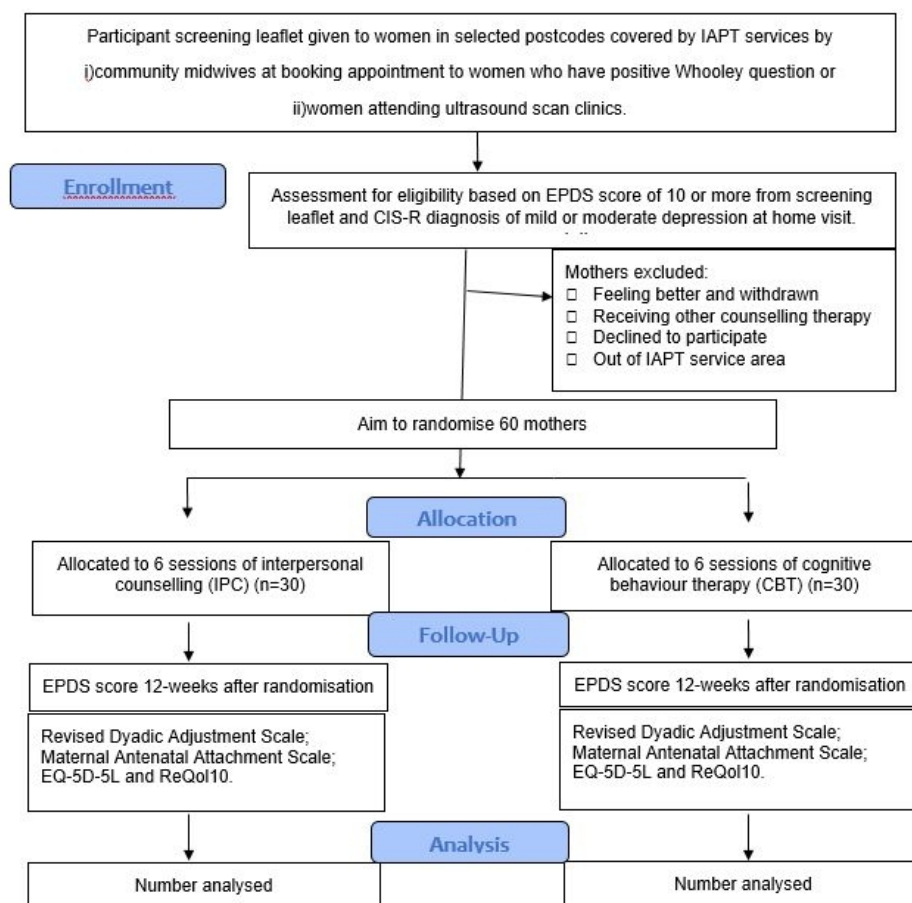 Participant screening leaflet given to women in selected postcodes covered by IAPT services by
i)community midwives at booking appointment to women who have positive Whooley question or
ii)women attending ultrasound scan clinics.
Enrollment
Assessment for eligibility based on EPDS score of 10 or more from screening
leaflet and CIS-R diagnosis of mild or moderate depression at home visit.
Mothers excluded:
Feeling better and withdrawn
Receiving other counselling therapy
Declined to participate
Out of IAPT service area
Aim to randomise 60 mothers
Allocation
Allocated to 6 sessions of interpersonal
counselling (IPC) (n=30)
Allocated to 6 sessions of cognitive
behaviour therapy (CBT) (n=30)
Follow-Up
EPDS score 12-weeks after randomisation
EPDS score 12-weeks after randomisation
Revised Dyadic Adjustment Scale;
Maternal Antenatal Attachment Scale;
EQ-5D-5L and ReQol10.
Revised Dyadic Adjustment Scale;
Maternal Antenatal Attachment Scale;
EQ-5D-5L and ReQol10.
Analysis
Number analysed
Number analysed